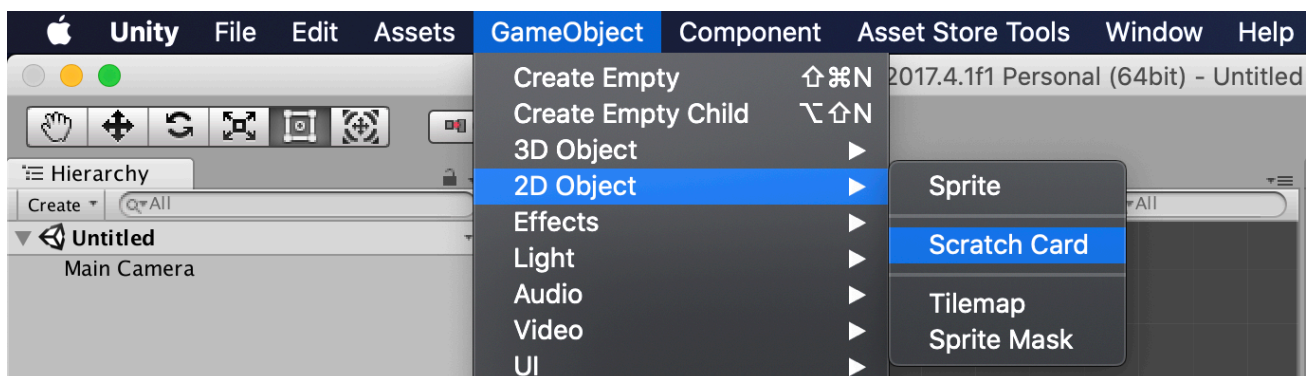 Unity File Edit Assets GameObject Component Asset Store Tools Window Help
2017.4.1f1 Personal (64bit) - Untitled
Create Empty ⇧⌘N
Create Empty Child ⌥⇧N
3D Object
Hierarchy
2D Object
Sprite
Create
All
All
Effects
Untitled
Scratch Card
Light
Main Camera
Audio
Tilemap
Video
Sprite Mask
UI